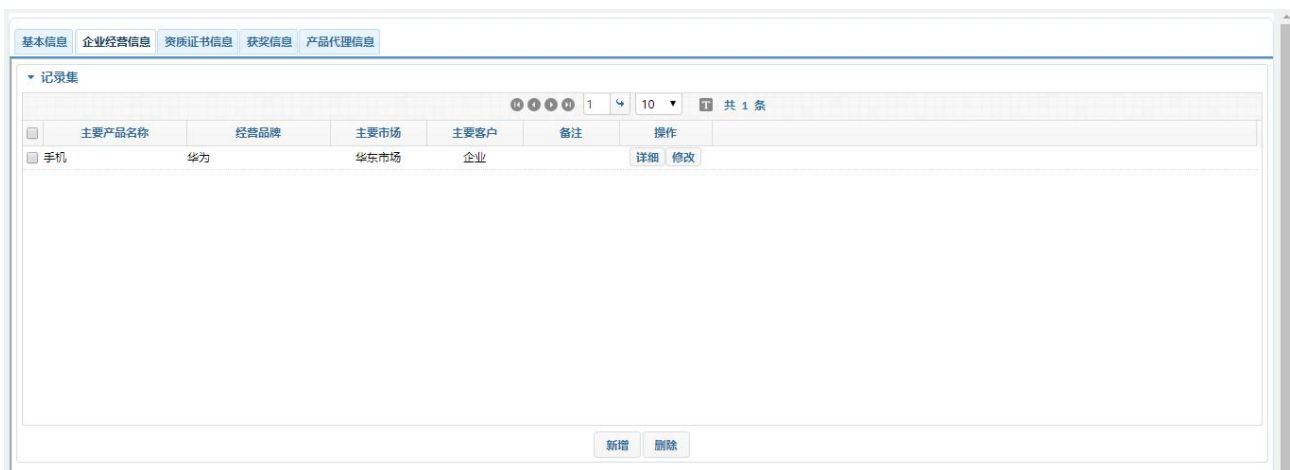 基本信息 企业经营信息 资质证书信息 获奖信息 产品代理信息
记录集
1 10 T 共 1 条
主要产品名称 经营品牌 主要市场 主要客户 备注 操作
手机 华为 华东市场 企业 详细 修改
新增 删除